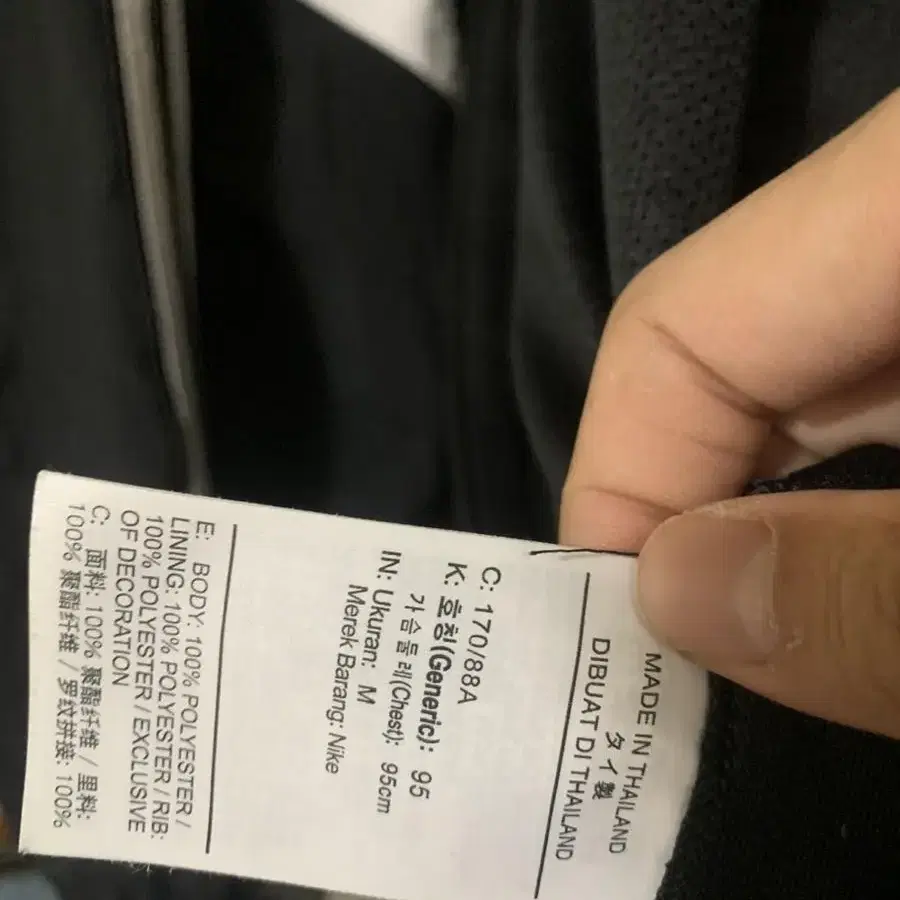 MADE IN THAILAND
タイ製
DIBUAT DI THAILAND
C: 170/88A
K: 호칭(Generic): 95
가슴둘레(Chest): 95cm
IN: Ukuran: M
Merek Barang: Nike
E: BODY: 100% POLYESTER /
LINING: 100% POLYESTER / RIB:
100% POLYESTER / EXCLUSIVE
OF DECORATION
C: 面料: 100% 聚酯纤维 / 里料:
100% 聚酯纤维 / 罗纹拼接: 100%